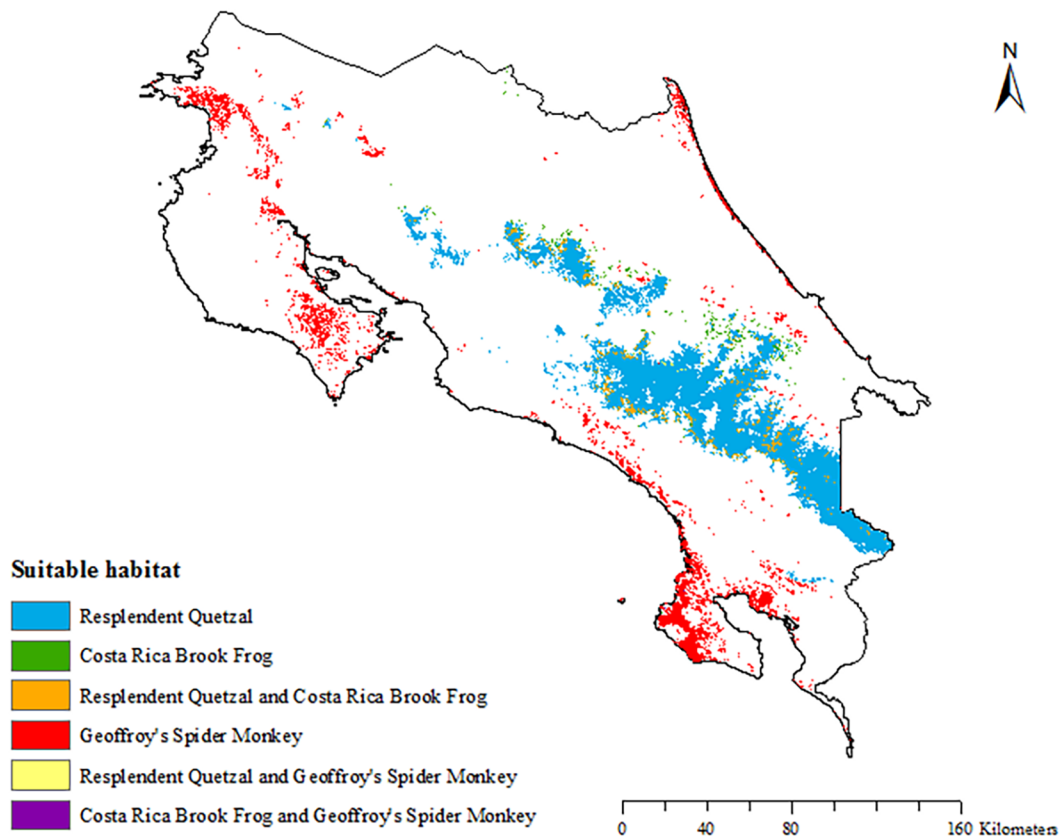 N
Suitable habitat
Resplendent Quetzal
Costa Rica Brook Frog
Resplendent Quetzal and Costa Rica Brook Frog
Geoffroy's Spider Monkey
Resplendent Quetzal and Geoffroy's Spider Monkey
Costa Rica Brook Frog and Geoffroy's Spider Monkey
0 40 80 160 Kilometers